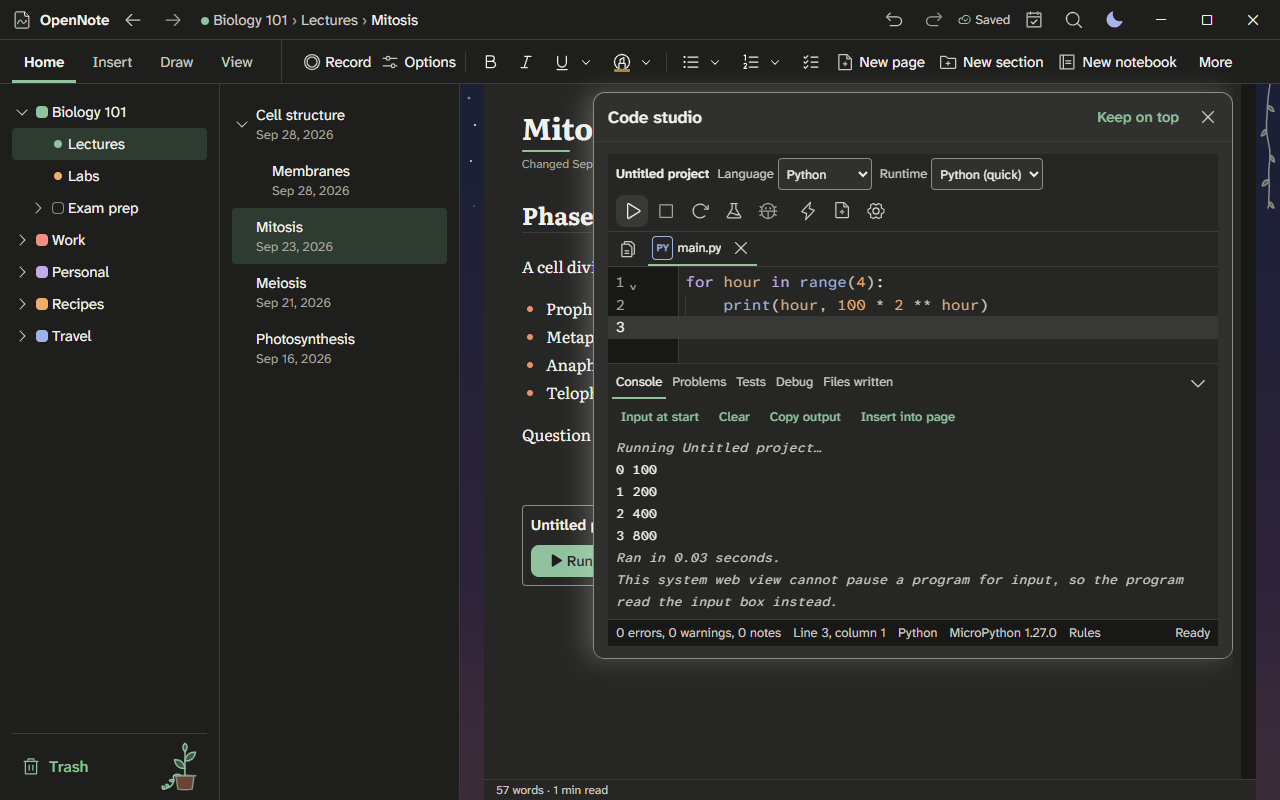 OpenNote
Biology 101 › Lectures › Mitosis
Saved
Home Insert Draw View
Record Options B I U A New page New section New notebook More
Biology 101
Lectures
Labs
Exam prep
Work
Personal
Recipes
Travel
Trash
Cell structure
Sep 28, 2026
Membranes
Sep 28, 2026
Mitosis
Sep 23, 2026
Meiosis
Sep 21, 2026
Photosynthesis
Sep 16, 2026
Mito
Changed Sep
Phase
A cell divi
Proph
Metap
Anaph
Teloph
Question
Untitled p
Run
57 words · 1 min read
Code studio
Keep on top
Untitled project Language Python Runtime Python (quick)
PY main.py
1 for hour in range(4):
2 print(hour, 100 * 2 ** hour)
3
Console Problems Tests Debug Files written
Input at start Clear Copy output Insert into page
Running Untitled project…
0 100
1 200
2 400
3 800
Ran in 0.03 seconds.
This system web view cannot pause a program for input, so the program
read the input box instead.
0 errors, 0 warnings, 0 notes Line 3, column 1 Python MicroPython 1.27.0 Rules Ready